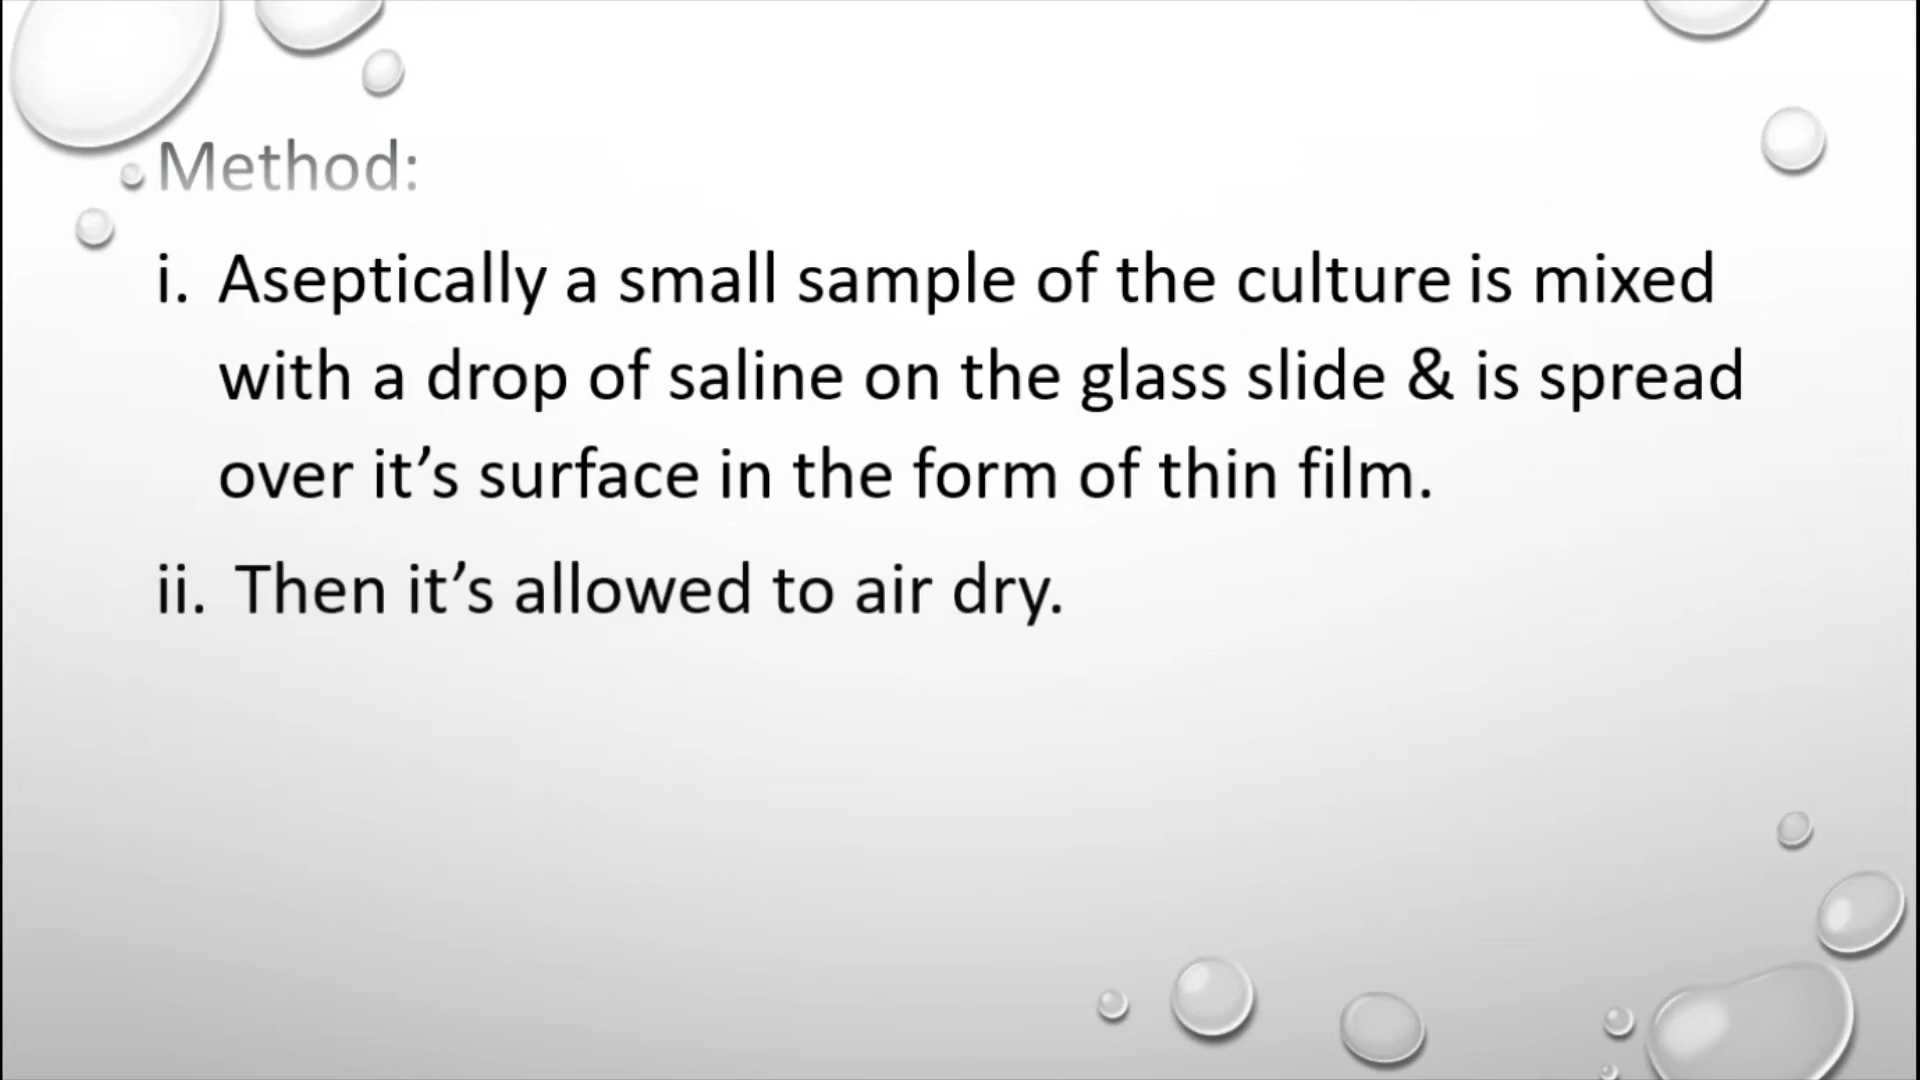 Method:
i. Aseptically a small sample of the culture is mixed
with a drop of saline on the glass slide & is spread
over it’s surface in the form of thin film.
ii. Then it’s allowed to air dry.